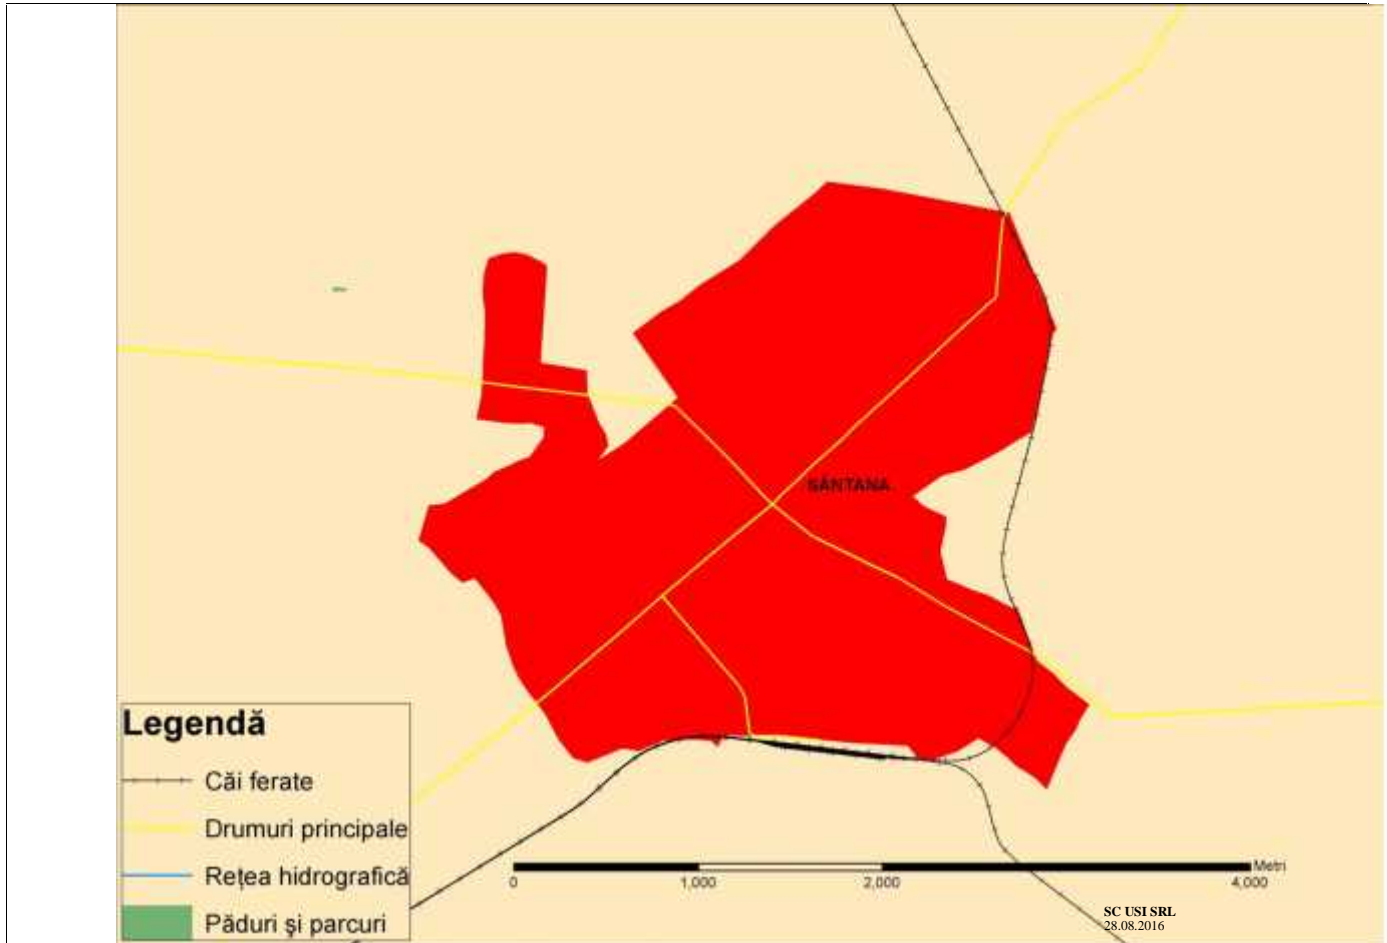 SÂNTANA
Legendă
Căi ferate
Drumuri principale
Rețea hidrografică
Păduri şi parcuri
Metri
0 1,000 2,000 4,000
SC USI SRL
28.08.2016